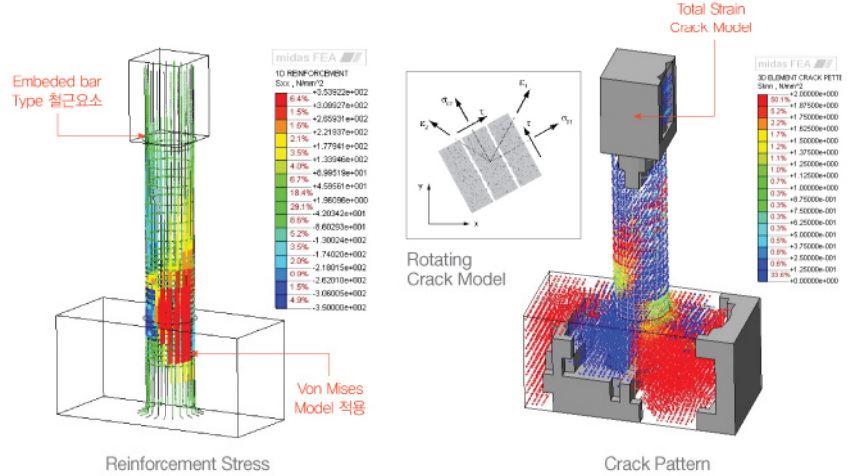 Embeded bar
Type 철근요소
midas FEA
1D REINFORCEMENT
Sxx , N/mm^2
+3.53922e+002
6.4%
+3.09927e+002
1.5%
+2.65931e+002
1.6%
+2.21937e+002
2.1%
+1.77941e+002
3.5%
+1.33946e+002
4.0%
+8.99519e+001
6.7%
+4.59561e+001
18.4%
+1.96096e+000
29.1%
-4.20342e+001
8.6%
-8.60293e+001
5.2%
-1.30024e+002
3.5%
-1.74020e+002
2.0%
-2.18015e+002
0.9%
-2.62010e+002
1.5%
-3.06005e+002
4.9%
-3.50000e+002
Von Mises
Model 적용
Reinforcement Stress
y
x
τ
τ
Rotating
Crack Model
Total Strain
Crack Model
midas FEA
3D ELEMENT CRACK PATTE
+2.00000e+000
50.1%
+1.87500e+000
5.2%
+1.75000e+000
2.2%
+1.62500e+000
1.7%
+1.50000e+000
1.2%
+1.37500e+000
1.1%
+1.25000e+000
1.0%
+1.12500e+000
0.7%
+1.00000e+000
0.3%
+8.75000e-001
0.3%
+7.50000e-001
0.3%
+6.25000e-001
0.3%
+5.00000e-001
0.5%
+3.75000e-001
0.8%
+2.50000e-001
0.6%
+1.25000e-001
33.6%
+0.00000e+000
Crack Pattern